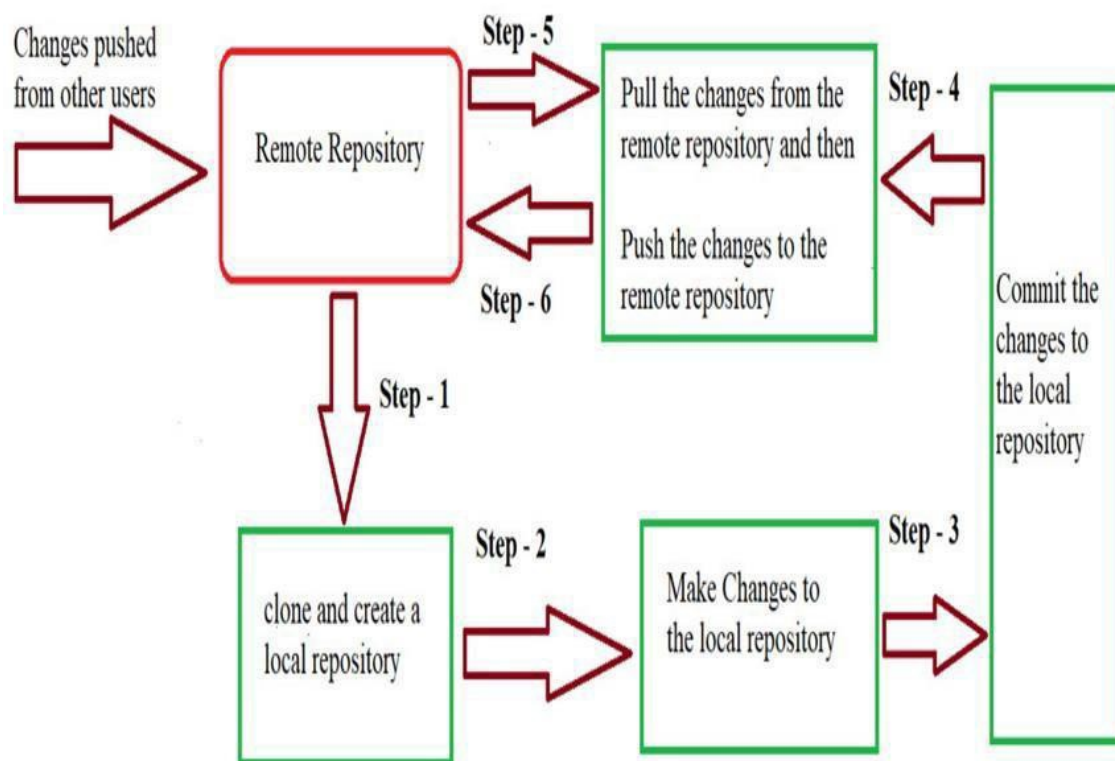 Changes pushed
from other users
Remote Repository
Step - 5
Pull the changes from the
remote repository and then
Push the changes to the
remote repository
Step - 4
Step - 6
Commit the
changes to
the local
repository
Step - 1
clone and create a
local repository
Step - 2
Make Changes to
the local repository
Step - 3